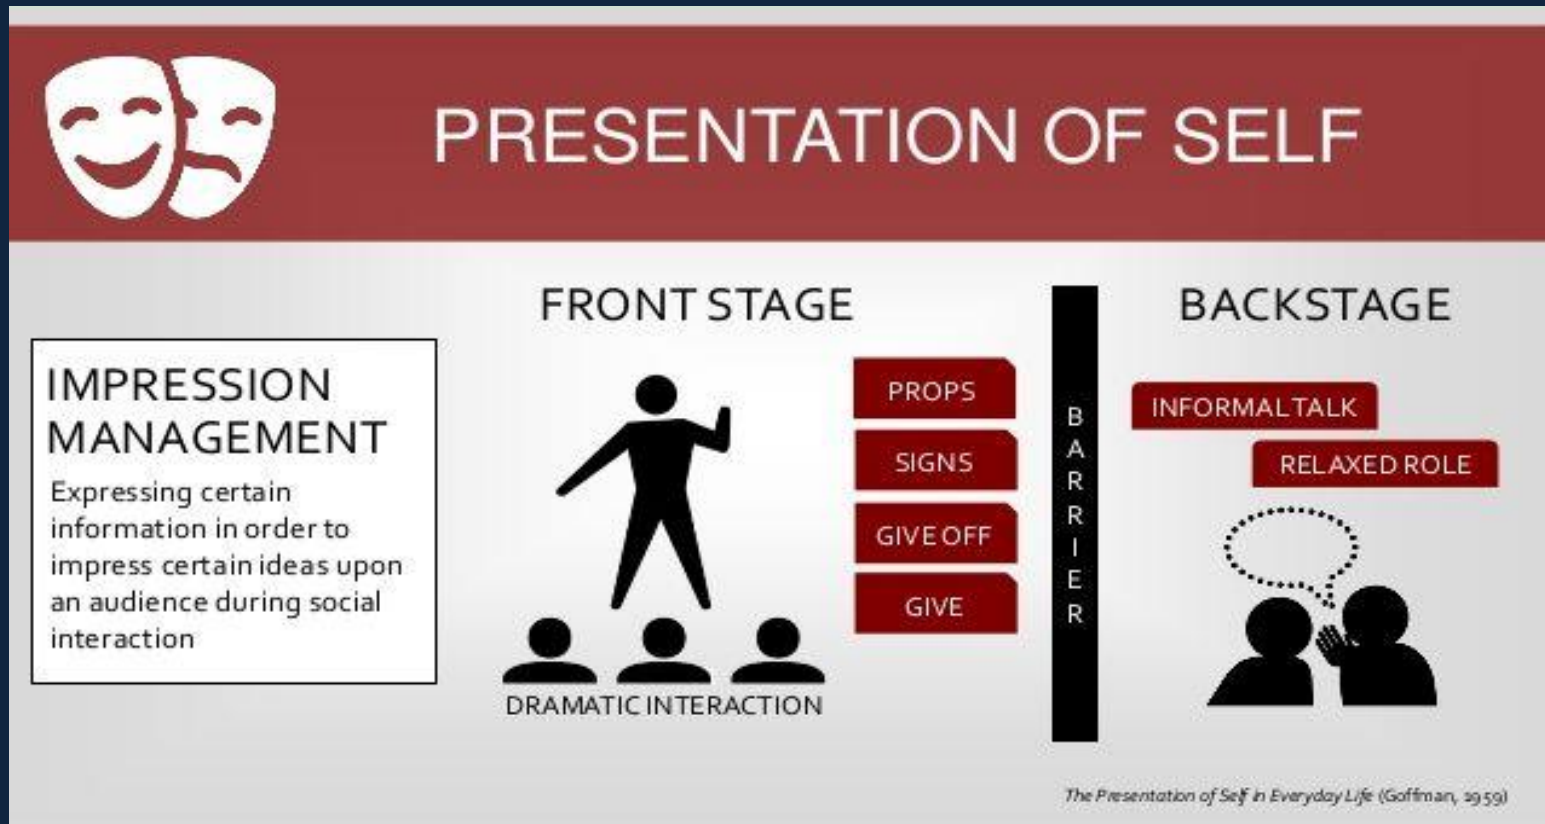 PRESENTATION OF SELF
IMPRESSION
MANAGEMENT
Expressing certain
information in order to
impress certain ideas upon
an audience during social
interaction
FRONT STAGE
PROPS
SIGNS
GIVE OFF
GIVE
DRAMATIC INTERACTION
BARRIER
BACKSTAGE
INFORMAL TALK
RELAXED ROLE
The Presentation of Self in Everyday Life (Goffman, 1959)